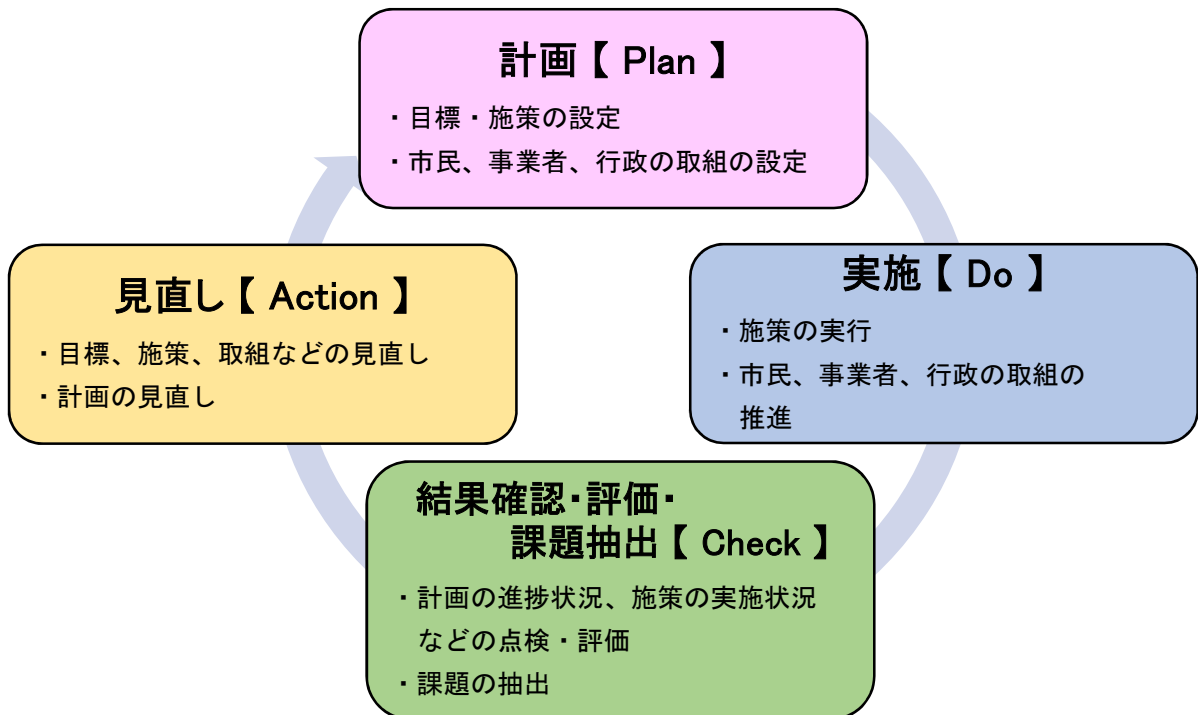 計画【 Plan 】
・目標・施策の設定
・市民、事業者、行政の取組の設定
実施【 Do 】
・施策の実行
・市民、事業者、行政の取組の
推進
結果確認・評価・
課題抽出【 Check 】
・計画の進捗状況、施策の実施状況
などの点検・評価
・課題の抽出
見直し【 Action 】
・目標、施策、取組などの見直し
・計画の見直し